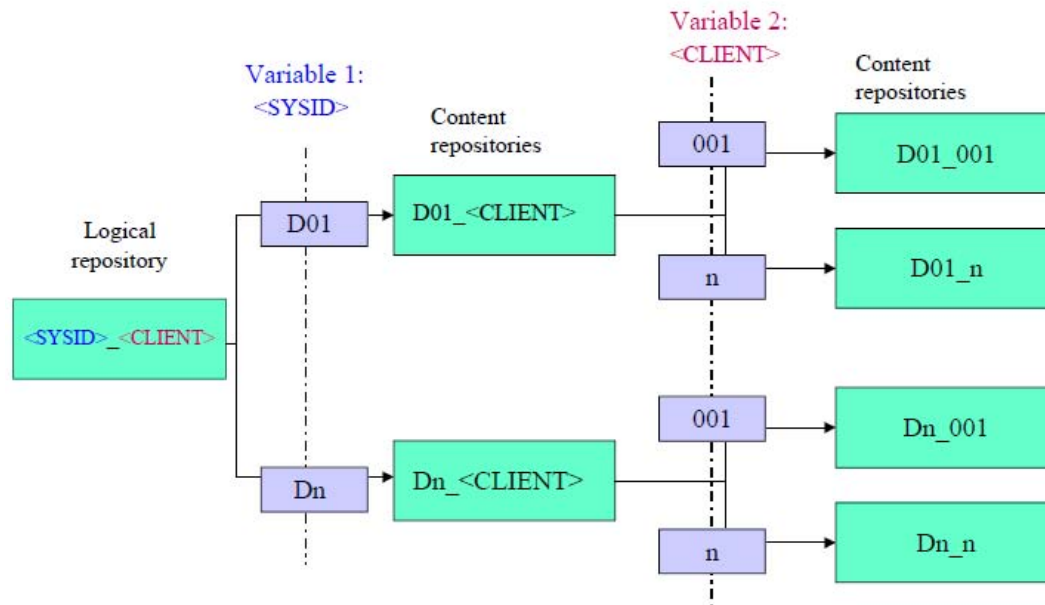 Variable 2:
<CLIENT>
Variable 1:
<SYSID>
Content
repositories
Content
repositories
Logical
repository
<SYSID>_<CLIENT>
D01
D01_<CLIENT>
001
D01_001
n
D01_n
Dn
Dn_<CLIENT>
001
Dn_001
n
Dn_n